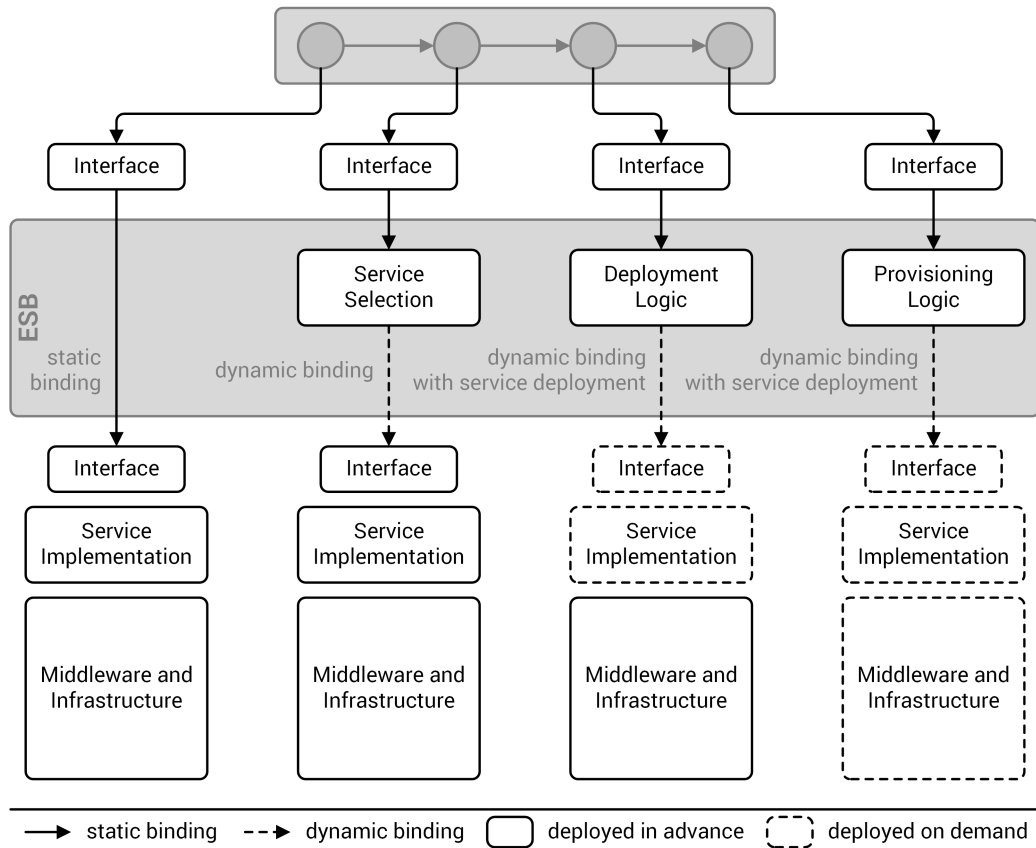 Interface
Interface
Interface
Interface
ESB
Service
Selection
Deployment
Logic
Provisioning
Logic
static
binding
dynamic binding
dynamic binding
with service deployment
dynamic binding
with service deployment
Interface
Interface
Interface
Interface
Service
Implementation
Service
Implementation
Service
Implementation
Service
Implementation
Middleware and
Infrastructure
Middleware and
Infrastructure
Middleware and
Infrastructure
Middleware and
Infrastructure
static binding
dynamic binding
deployed in advance
deployed on demand